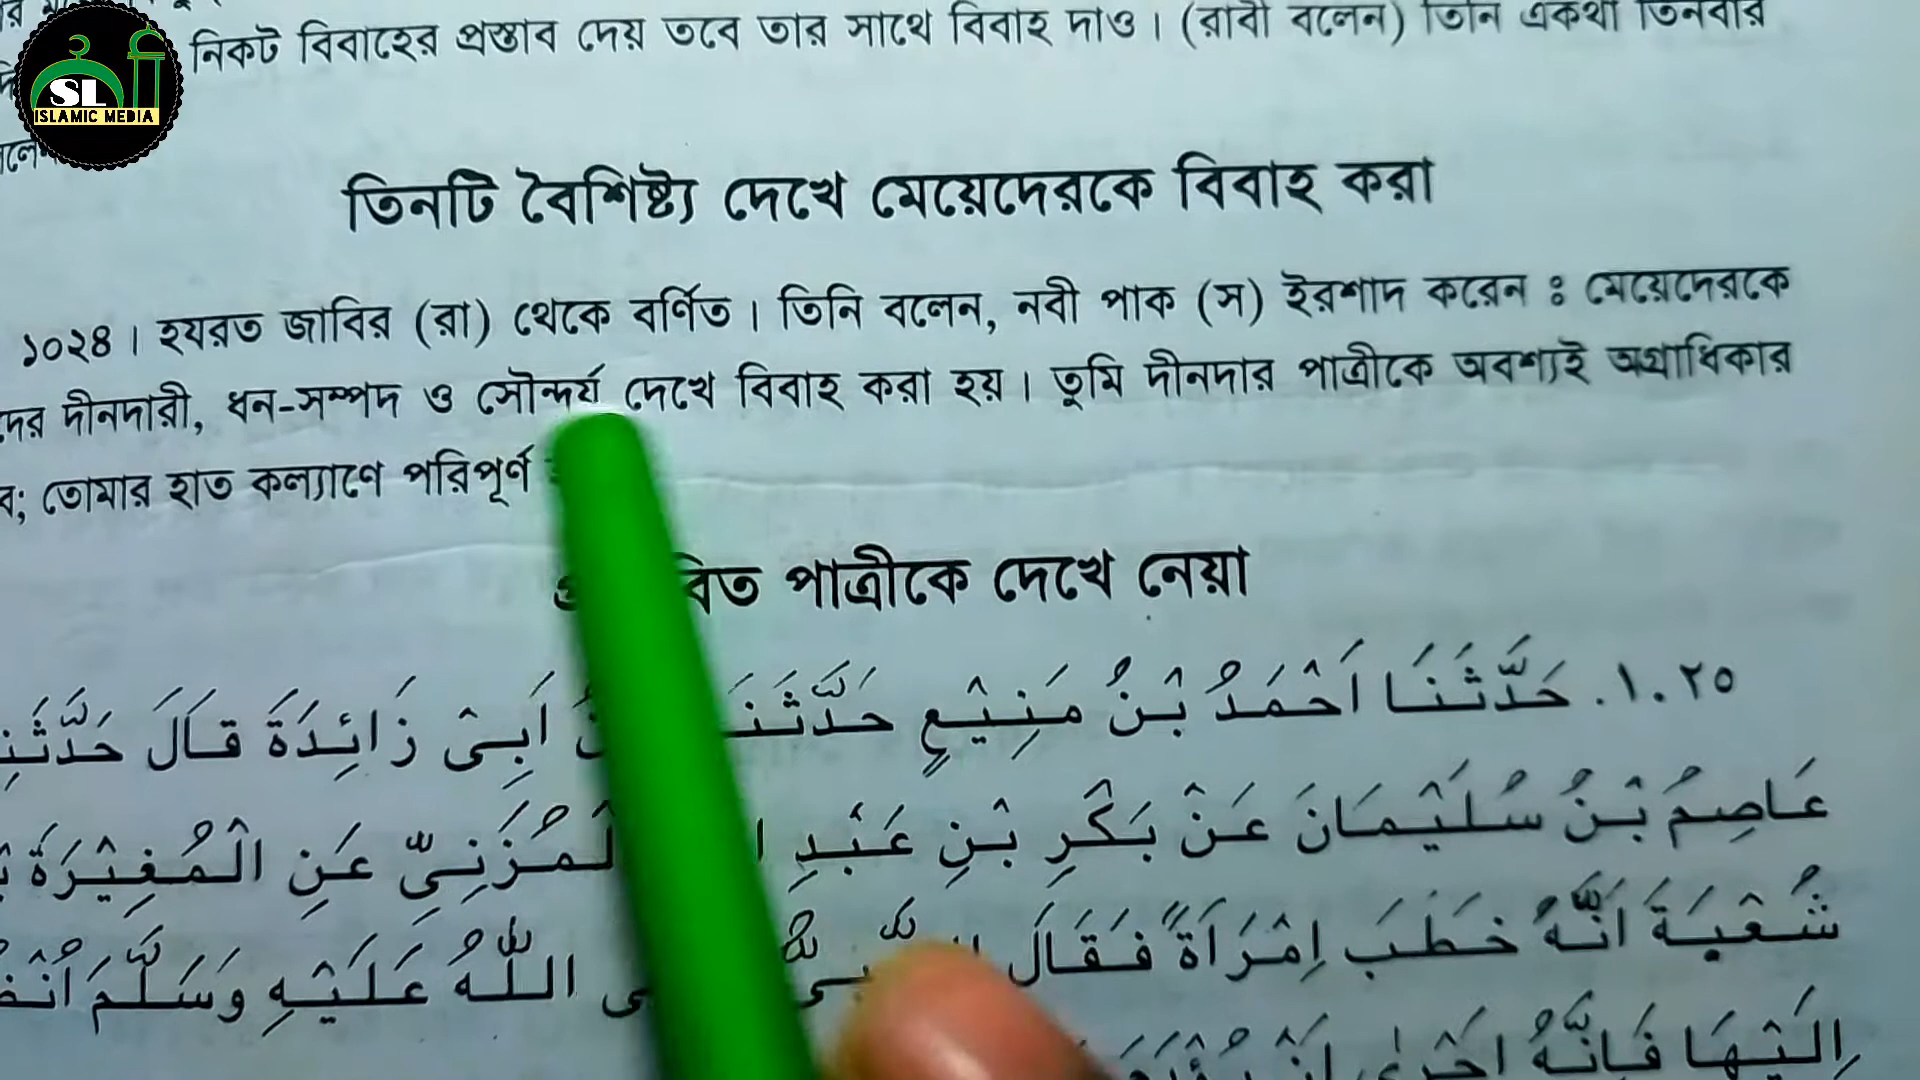 নিকট বিবাহের প্রস্তাব দেয় তবে তার সাথে বিবাহ দাও। (রাবী বলেন) তিনি একথা তিনবার
SL
ISLAMIC MEDIA
তিনটি বৈশিষ্ট্য দেখে মেয়েদেরকে বিবাহ করা
১০২৪। হযরত জাবির (রা) থেকে বর্ণিত। তিনি বলেন, নবী পাক (স) ইরশাদ করেন ঃ মেয়েদেরকে
দীনদারী, ধন-সম্পদ ও সৌন্দর্য দেখে বিবাহ করা হয়। তুমি দীনদার পাত্রীকে অবশ্যই অগ্রাধিকার
তোমার হাত কল্যাণে পরিপূর্ণ
পাত্রীকে দেখে নেয়া
١٠٢٥. حَدَّثَنَا اَحْمَدُ بْنُ مَنِيْعٍ اَبِىْ زَائِدَةَ قَالَ
عَاصِمُ بْنُ سُلَيْمَانَ عَنْ بَكْرِ بْنِ عَبْدِ الْمُزَنِىِّ عَنِ الْمُغِيْرَةَ
شُعْبَةَ اَنَّهُ خَطَبَ اِمْرَاَةً فَقَالَ اللّٰهُ عَلَيْهِ وَسَلَّمَ
اِلَيْهَا فَاِنَّهُ اَحْرٰى اَنْ